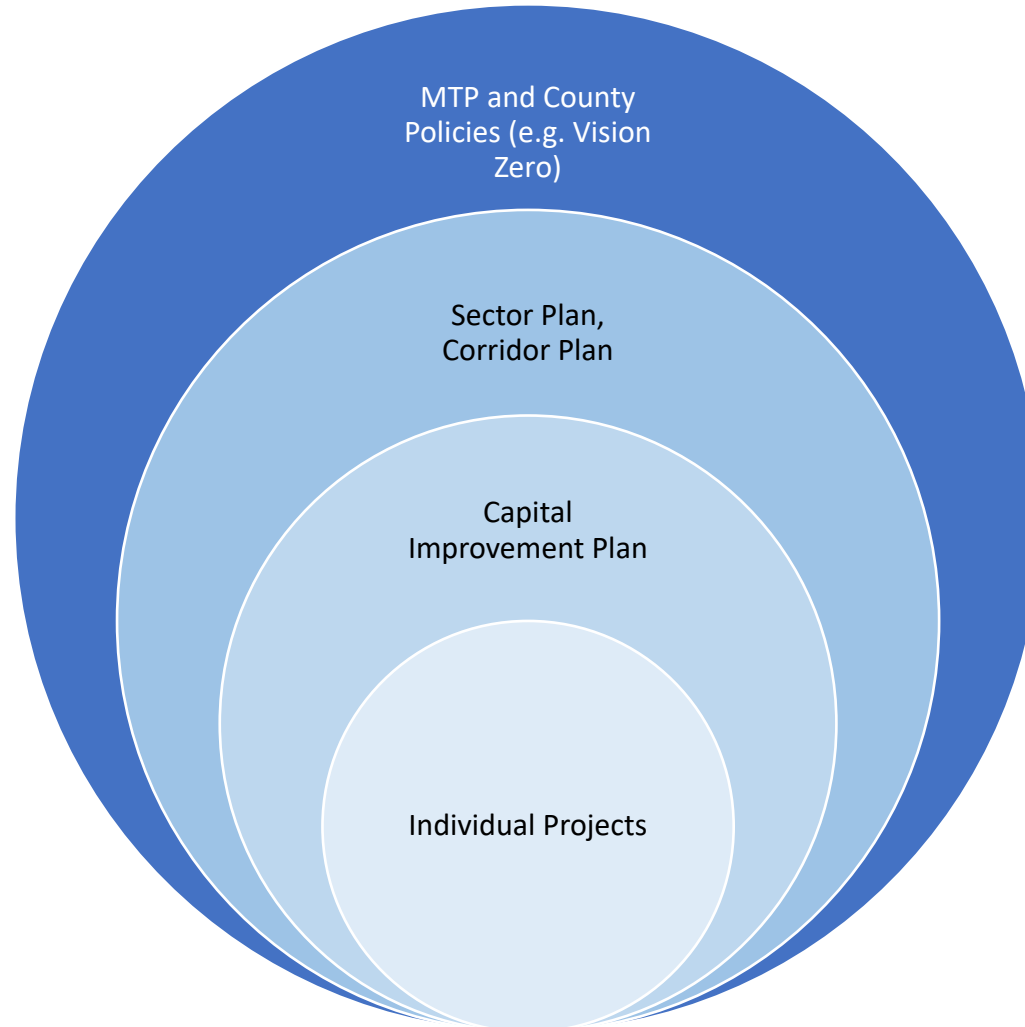 MTP and County
Policies (e.g. Vision
Zero)
Sector Plan,
Corridor Plan
Capital
Improvement Plan
Individual Projects